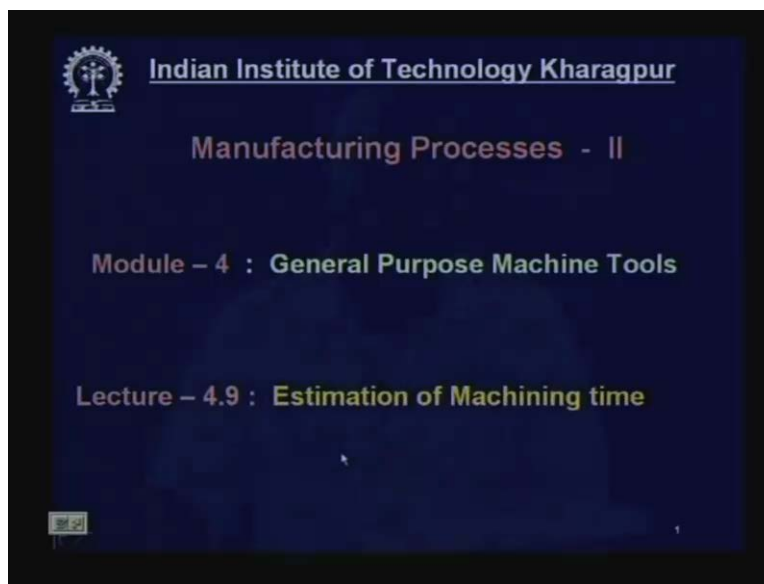 Indian Institute of Technology Kharagpur
Manufacturing Processes - II
Module – 4 : General Purpose Machine Tools
Lecture – 4.9 : Estimation of Machining time
1